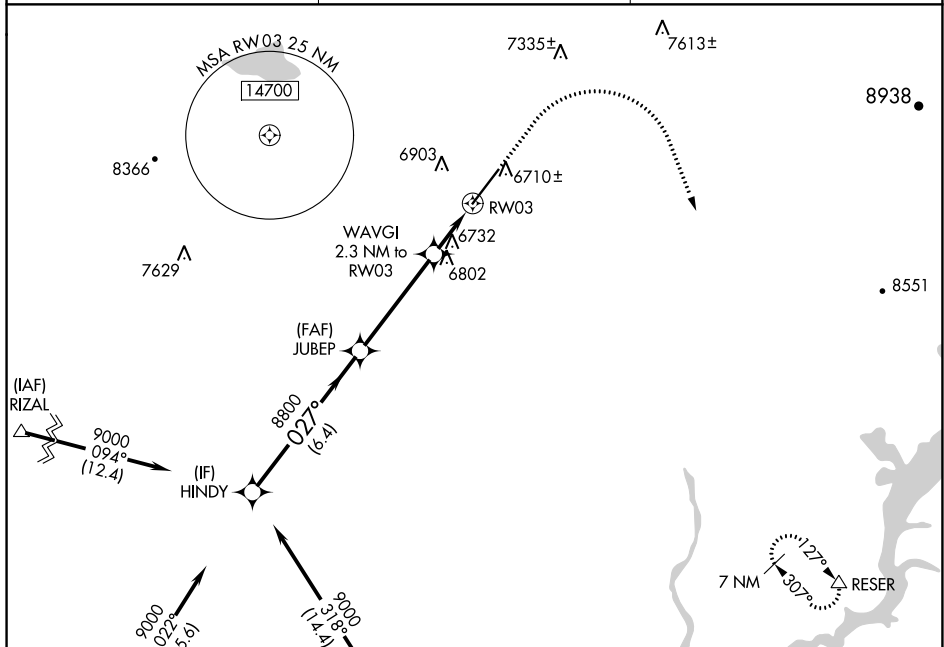 MSA RW03 25 NM
14700
7335±
7613±
8938
8366
6903
6710±
RW03
WAVGI
2.3 NM to
RW03
6732
6802
7629
8551
(FAF)
JUBEP
(IAF)
RIZAL
9000
094°
(12.4)
8800
027°
(6.4)
(IF)
HINDY
9000
022°
5.6)
9000
318°
(14.4)
7 NM
127°
307°
RESER